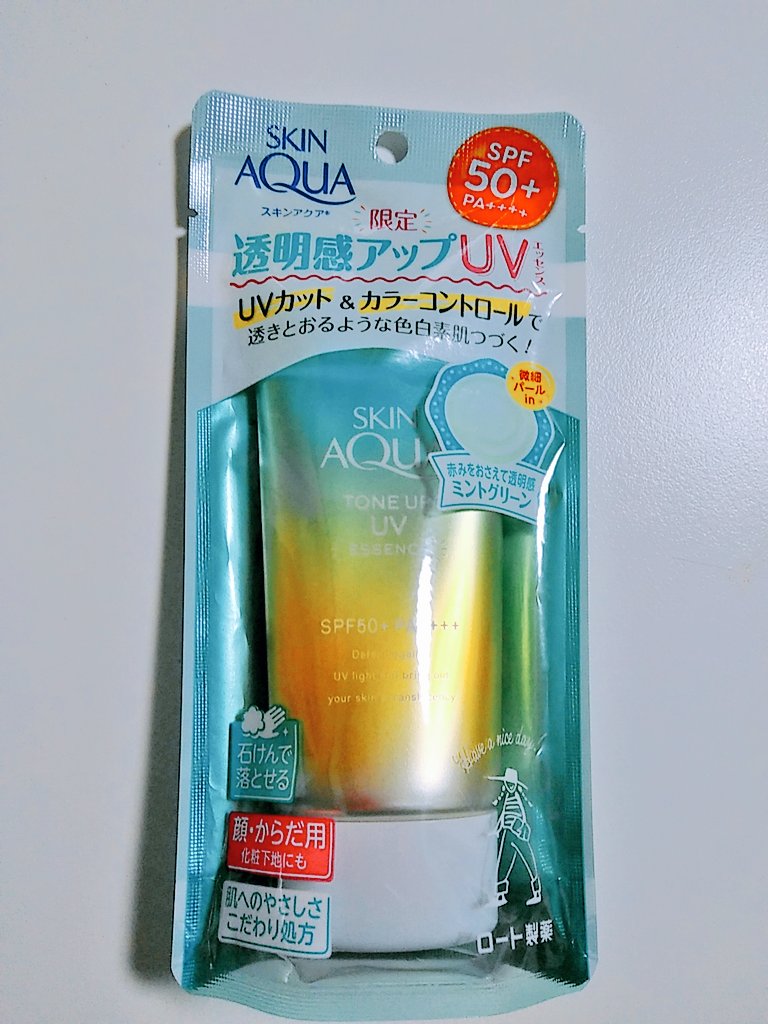 SKIN
AQUA
スキンアクア®
SPF
50+
PA++++
限定
透明感アップUV
エッセンス
UVカット & カラーコントロールで
透きとおるような色白素肌つづく!
微細
パール
in
赤みをおさえて透明感
ミントグリーン
SKIN
AQU
TONE UP
UV
ESSENC
SPF50+ PA++++
UV light
your skin
石けんで
落とせる
顔・からだ用
化粧下地にも
肌へのやさしさ
こだわり処方
Have a nice day!
ロート製薬